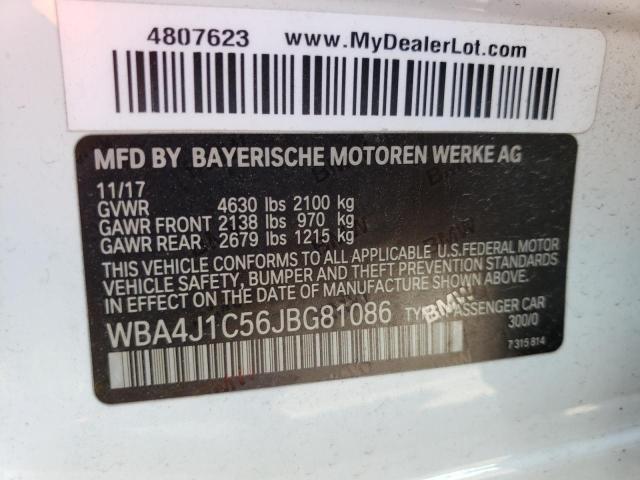 4807623 www.MyDealerLot.com
MFD BY BAYERISCHE MOTOREN WERKE AG
11/17
GVWR 4630 lbs 2100 kg
GAWR FRONT 2138 lbs 970 kg
GAWR REAR 2679 lbs 1215 kg
THIS VEHICLE CONFORMS TO ALL APPLICABLE U.S.FEDERAL MOTOR
VEHICLE SAFETY, BUMPER AND THEFT PREVENTION STANDARDS
IN EFFECT ON THE DATE OF MANUFACTURE SHOWN ABOVE.
WBA4J1C56JBG81086 TYPE: PASSENGER CAR
BMW
300/0
7 315 814